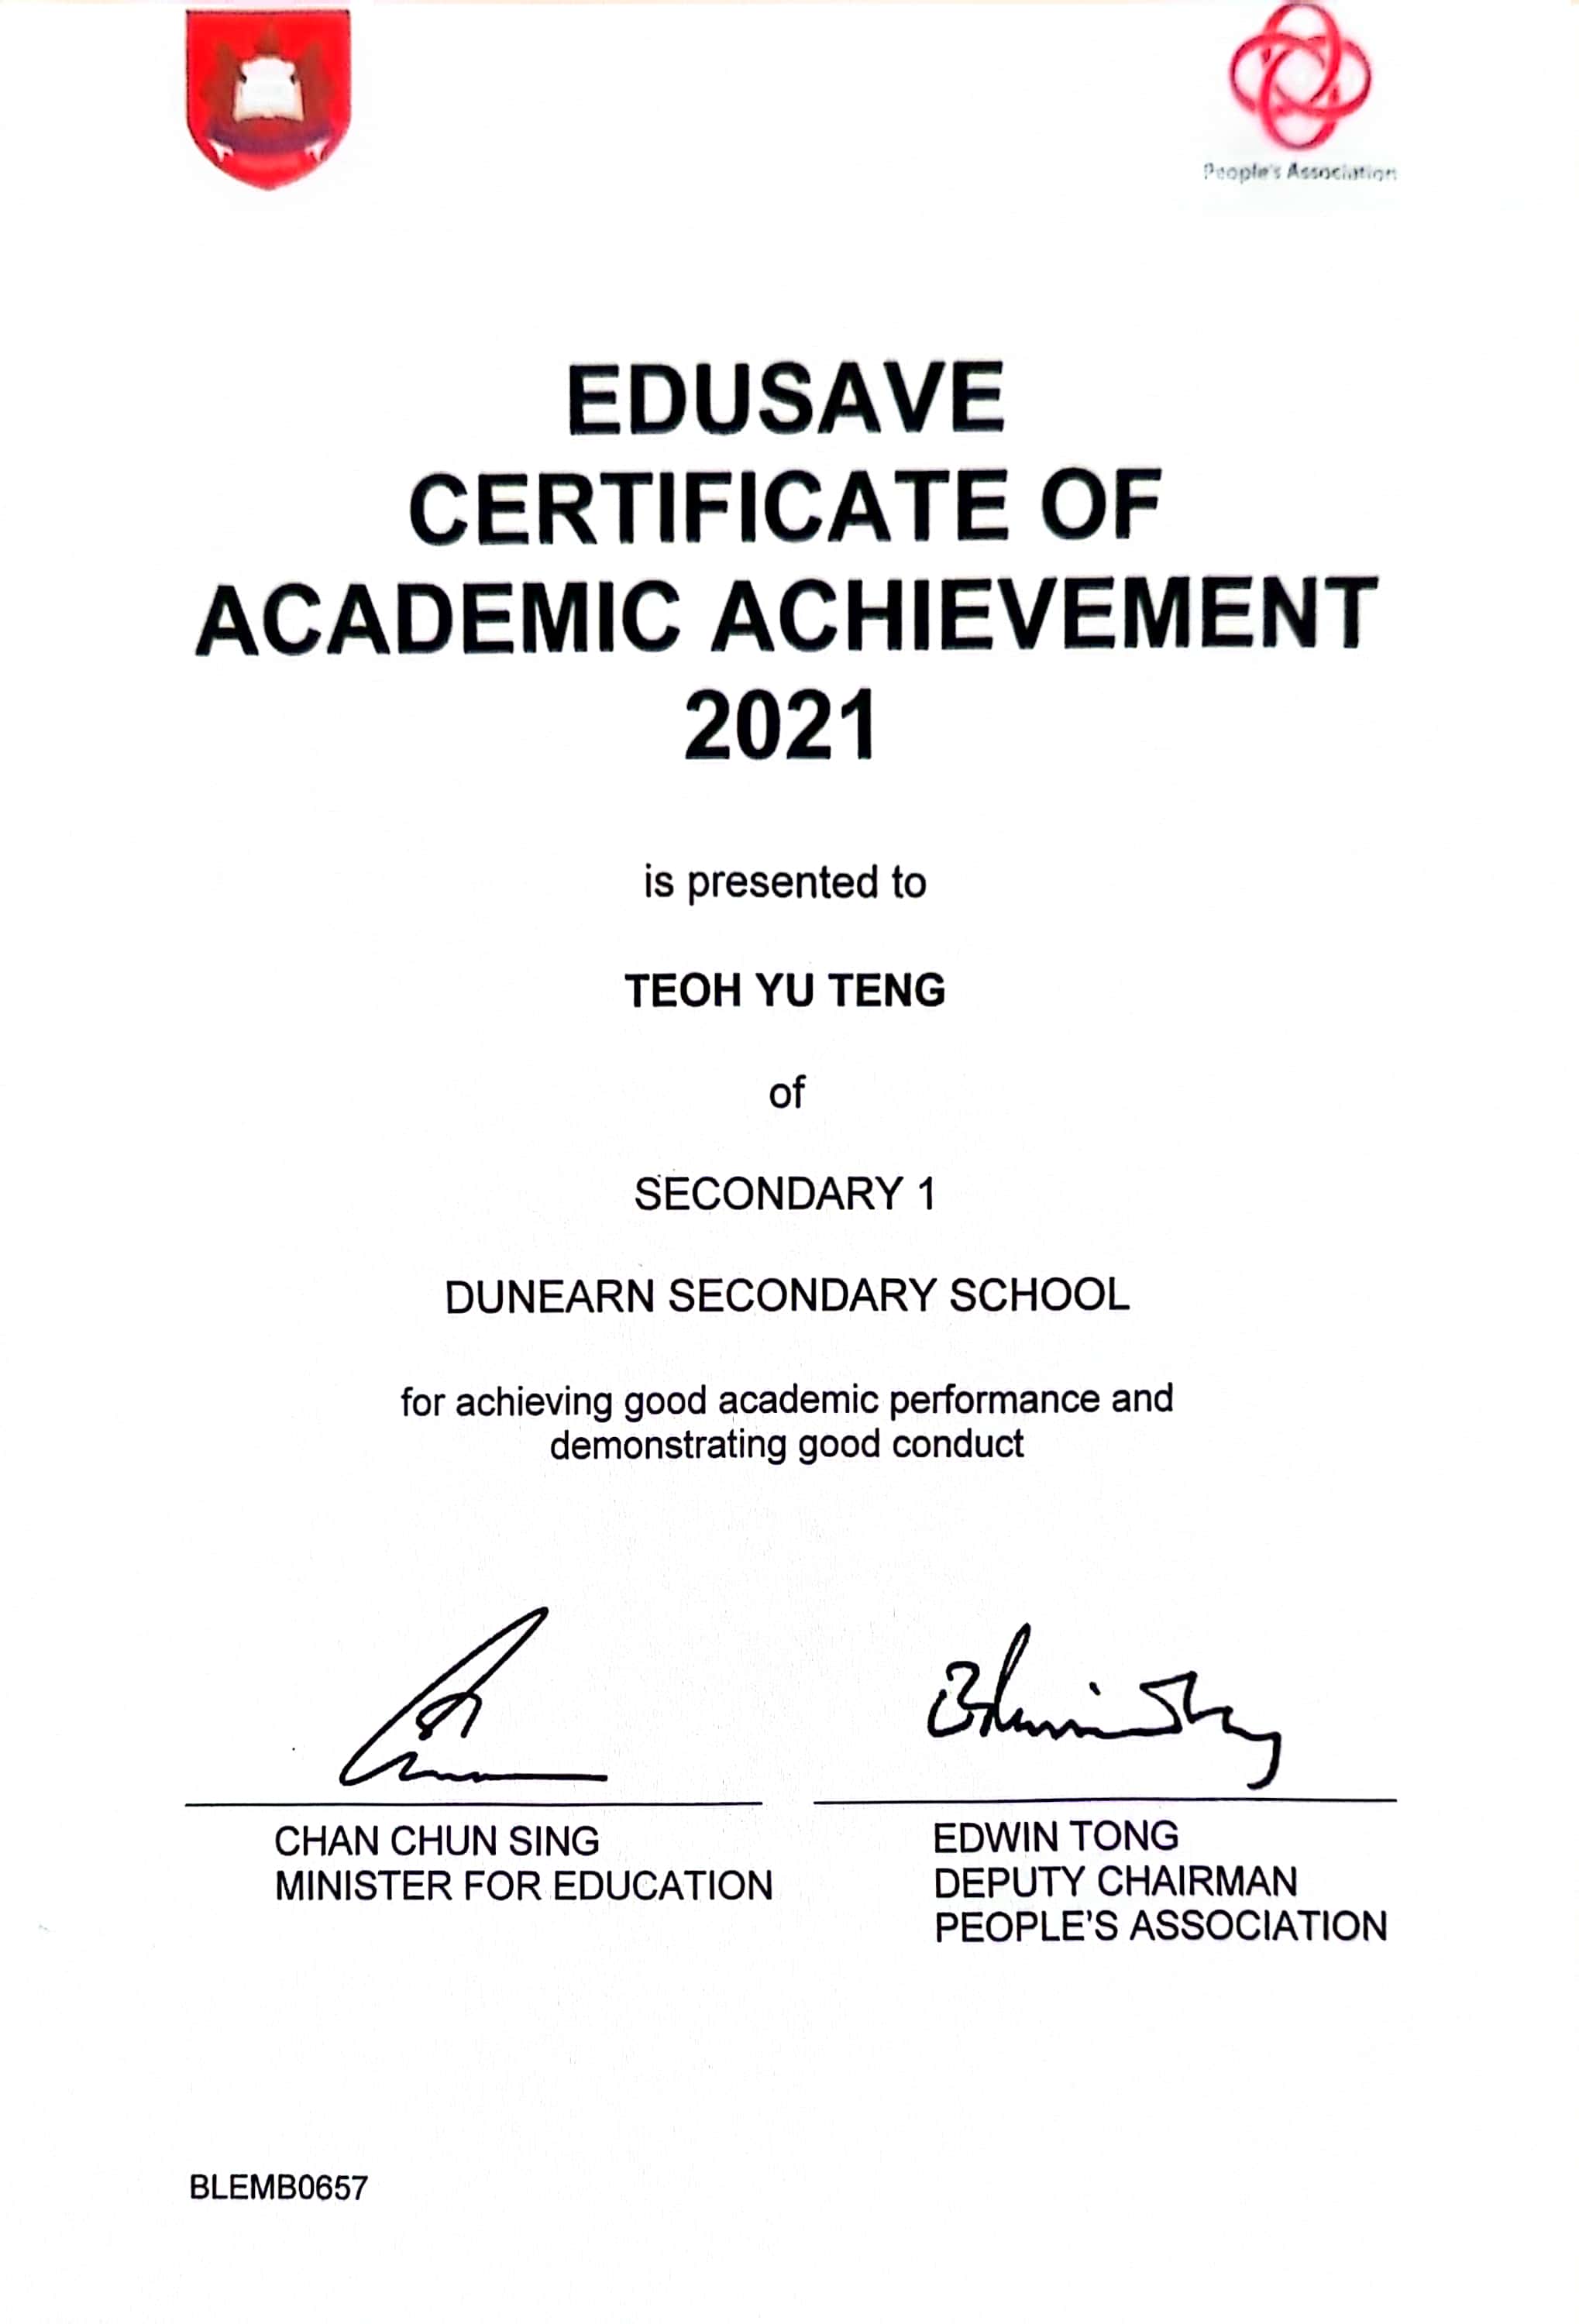 People's Association
EDUSAVE
CERTIFICATE OF
ACADEMIC ACHIEVEMENT
2021
is presented to
TEOH YU TENG
of
SECONDARY 1
DUNEARN SECONDARY SCHOOL
for achieving good academic performance and
demonstrating good conduct
CHAN CHUN SING
MINISTER FOR EDUCATION
EDWIN TONG
DEPUTY CHAIRMAN
PEOPLE'S ASSOCIATION
BLEMB0657